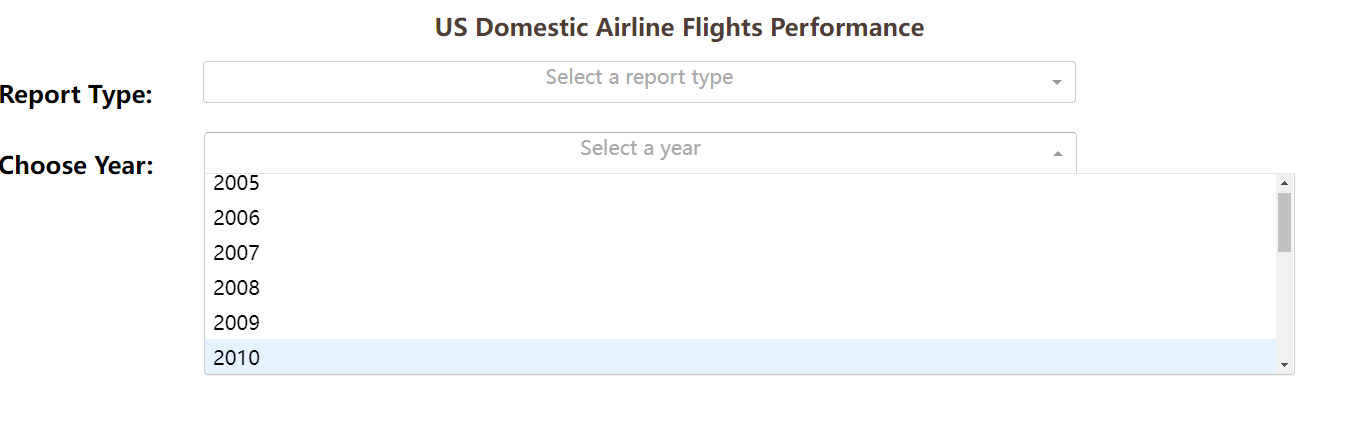 US Domestic Airline Flights Performance
Report Type:
Select a report type
Choose Year:
Select a year
2005
2006
2007
2008
2009
2010